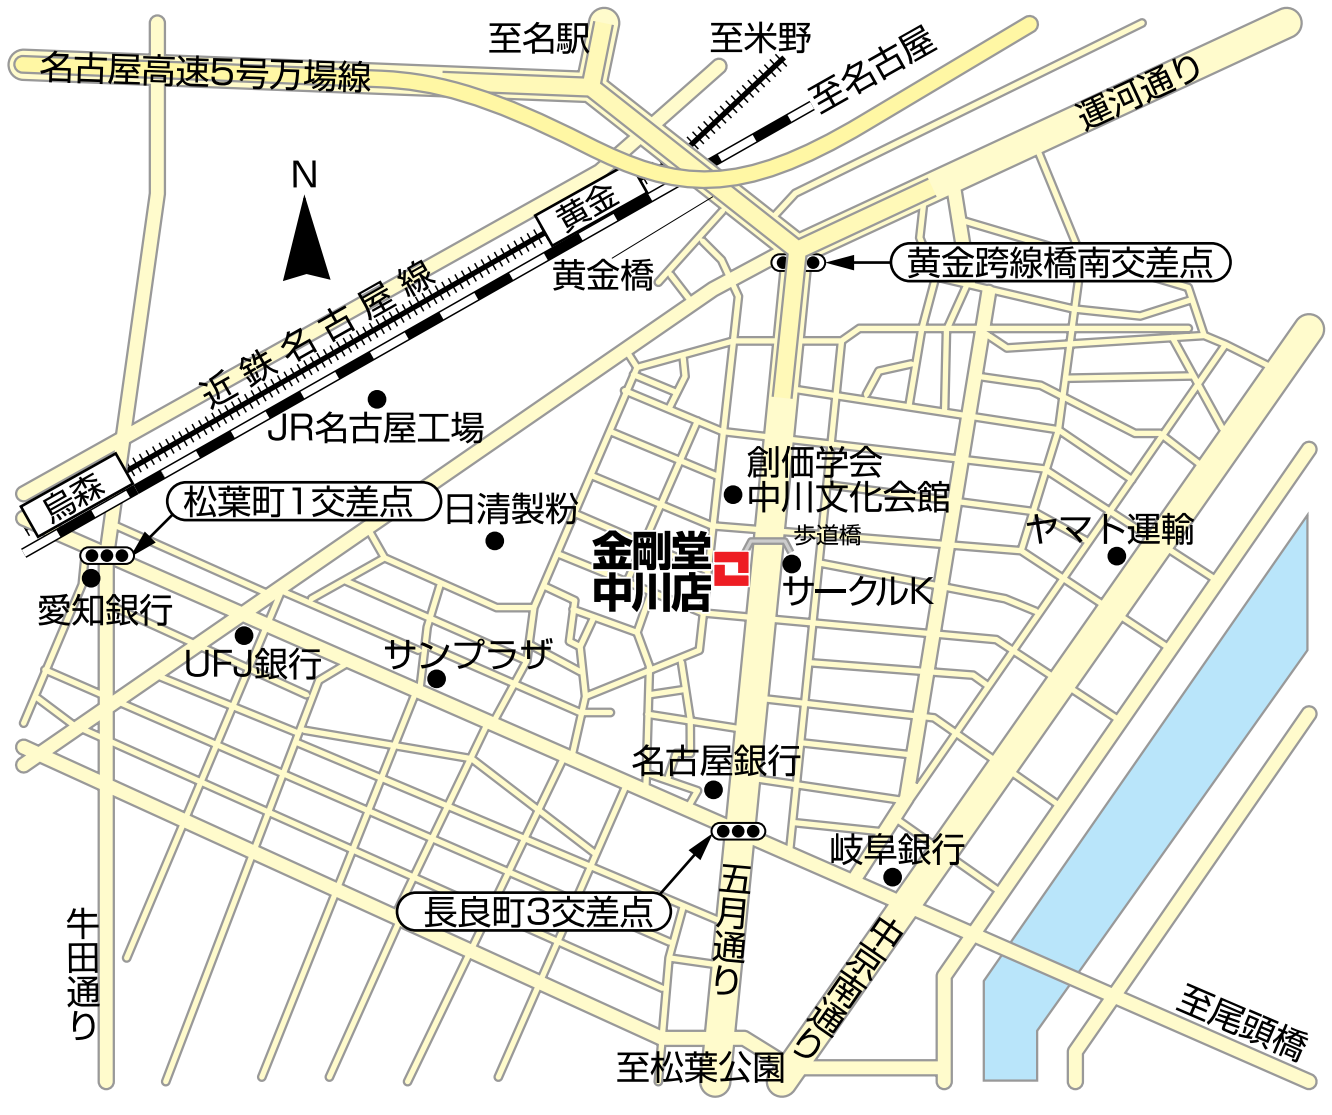 至名駅
至米野
至名古屋
名古屋高速5号万場線
運河通り
N
黄金
黄金橋
黄金跨線橋南交差点
近鉄名古屋線
JR名古屋工場
烏森
松葉町1交差点
日清製粉
創価学会
中川文化会館
歩道橋
ヤマト運輸
金剛堂
中川店
サークルK
愛知銀行
UFJ銀行
サンプラザ
名古屋銀行
岐阜銀行
長良町3交差点
五月通り
牛田通り
中京南通り
至尾頭橋
至松葉公園